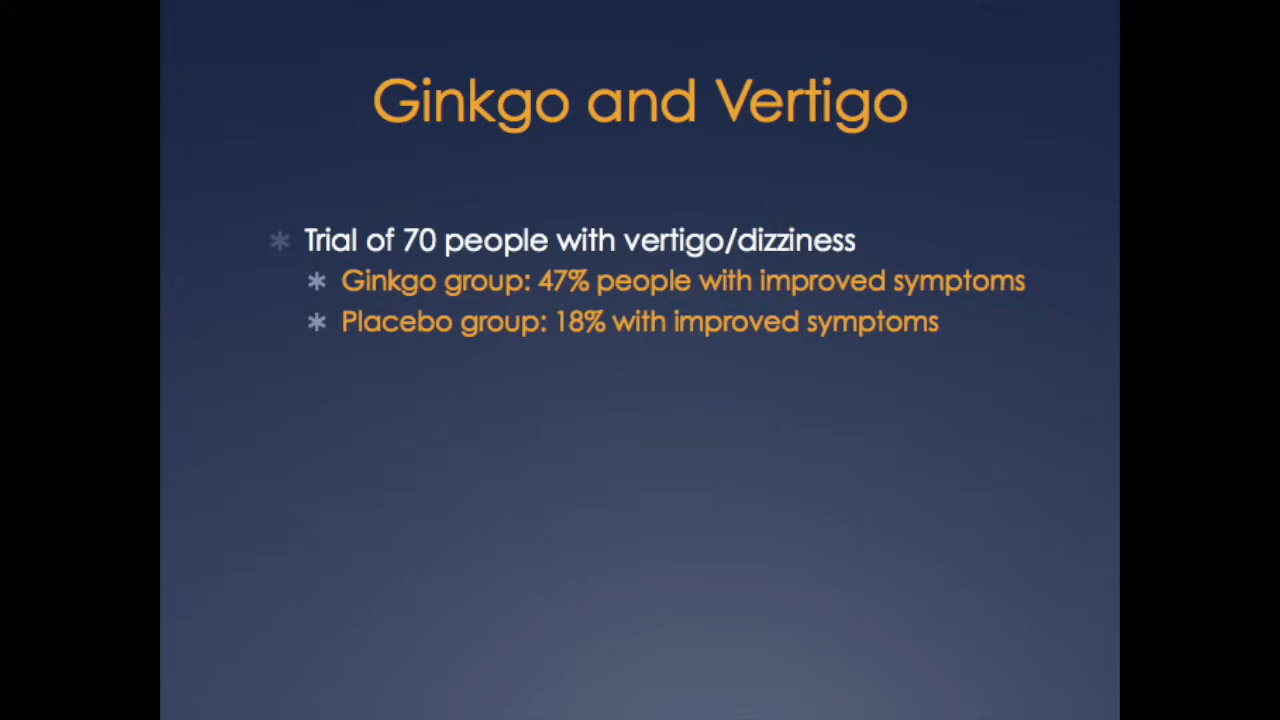 Ginkgo and Vertigo
* Trial of 70 people with vertigo/dizziness
* Ginkgo group: 47% people with improved symptoms
* Placebo group: 18% with improved symptoms